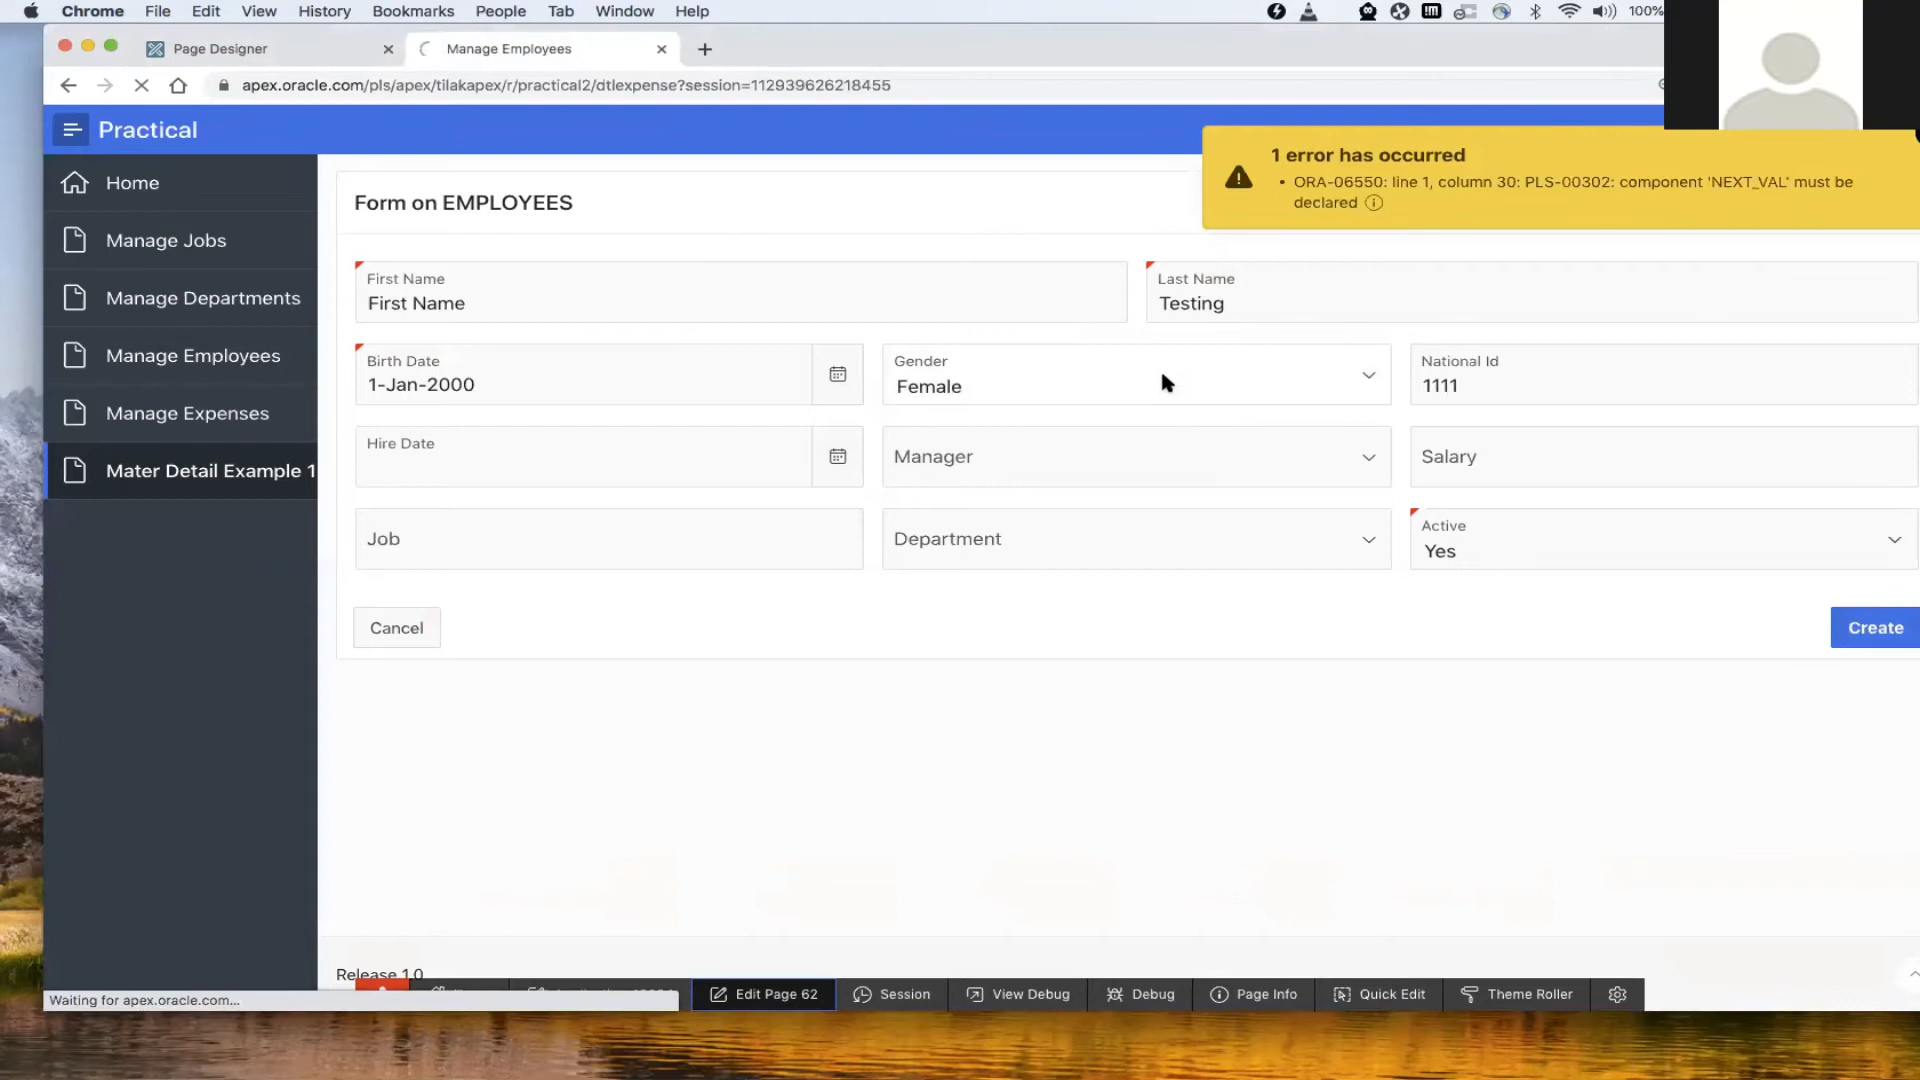 Chrome File Edit View History Bookmarks People Tab Window Help 100%
Page Designer Manage Employees
apex.oracle.com/pls/apex/tilakapex/r/practical2/dtlexpense?session=112939626218455
Practical
1 error has occurred
• ORA-06550: line 1, column 30: PLS-00302: component 'NEXT_VAL' must be
declared
Home
Manage Jobs
Manage Departments
Manage Employees
Manage Expenses
Mater Detail Example 1
Form on EMPLOYEES
First Name
First Name
Last Name
Testing
Birth Date
1-Jan-2000
Gender
Female
National Id
1111
Hire Date
Manager
Salary
Job
Department
Active
Yes
Cancel
Create
Release 1.0
Waiting for apex.oracle.com...
Edit Page 62 Session View Debug Debug Page Info Quick Edit Theme Roller